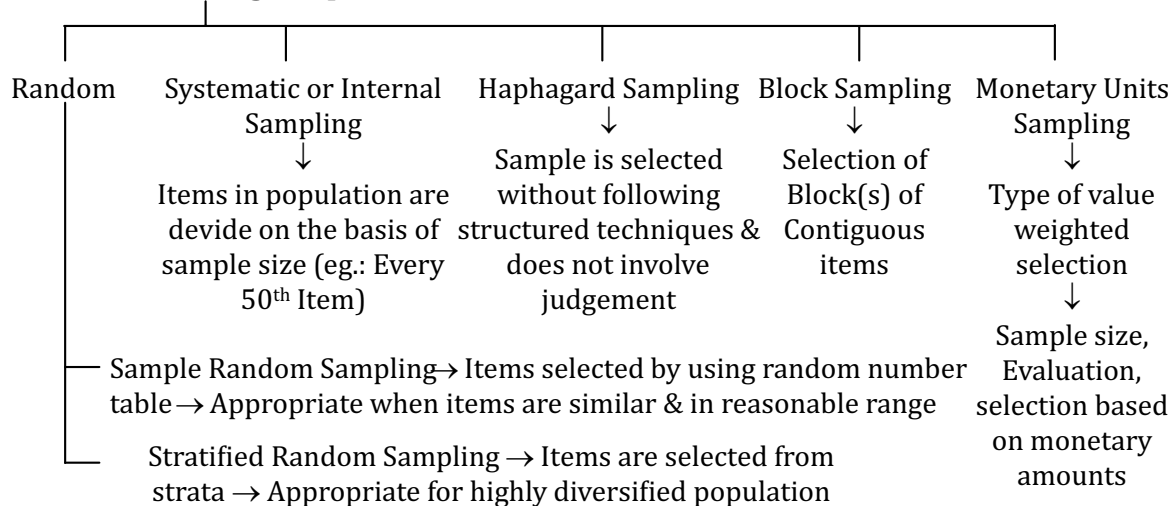 Random
Systematic or Internal
Sampling
↓
Items in population are
devide on the basis of
sample size (eg.: Every
50th Item)
Haphagard Sampling
↓
Sample is selected
without following
structured techniques &
does not involve
judgement
Block Sampling
↓
Selection of
Block(s) of
Contiguous
items
Monetary Units
Sampling
↓
Type of value
weighted
selection
↓
Sample size,
Evaluation,
selection based
on monetary
amounts
Sample Random Sampling → Items selected by using random number
table → Appropriate when items are similar & in reasonable range
Stratified Random Sampling → Items are selected from
strata → Appropriate for highly diversified population